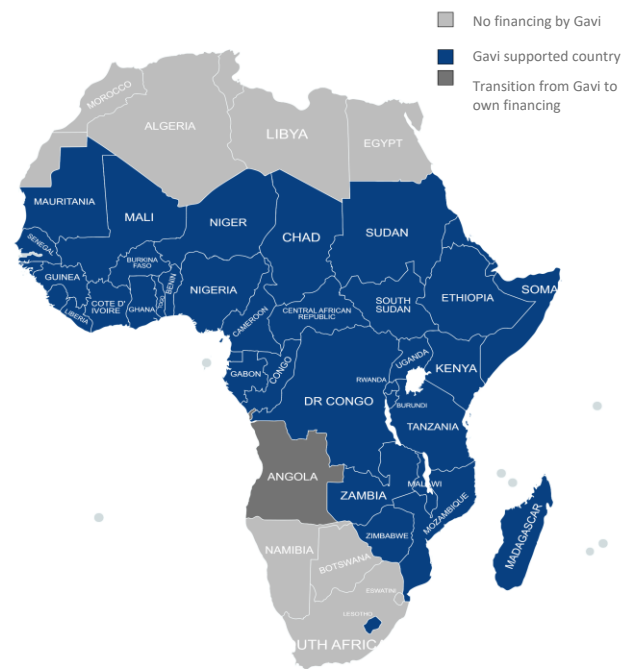 No financing by Gavi
Gavi supported country
Transition from Gavi to
own financing
MOROCCO
ALGERIA
LIBYA
EGYPT
MAURITANIA
MALI
NIGER
CHAD
SUDAN
SENEGAL
BURKINA
FASO
GUINEA
NIGERIA
BENIN
TOGO
COTE D'
IVOIRE
GHANA
LIBERIA
CAMEROON
CENTRAL AFRICAN
REPUBLIC
SOUTH
SUDAN
ETHIOPIA
SOMA
GABON
CONGO
DR CONGO
UGANDA
KENYA
RWANDA
BURUNDI
TANZANIA
ANGOLA
ZAMBIA
MALAWI
MOZAMBIQUE
ZIMBABWE
MADAGASCAR
NAMIBIA
BOTSWANA
ESWATINI
LESOTHO
UTH AFRICA